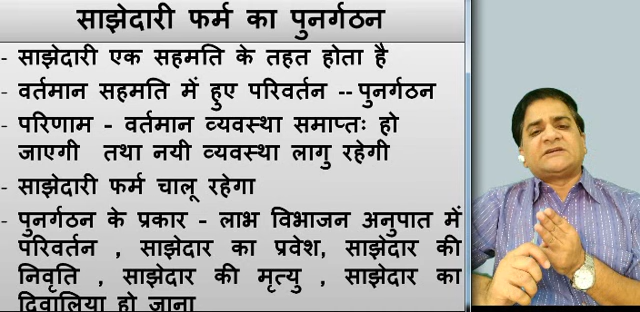 साझेदारी फर्म का पुनर्गठन
- साझेदारी एक सहमति के तहत होता है
- वर्तमान सहमति में हुए परिवर्तन -- पुनर्गठन
- परिणाम – वर्तमान व्यवस्था समाप्तः हो
जाएगी तथा नयी व्यवस्था लागु रहेगी
- साझेदारी फर्म चालू रहेगा
- पुनर्गठन के प्रकार – लाभ विभाजन अनुपात में
परिवर्तन , साझेदार का प्रवेश, साझेदार की
निवृति , साझेदार की मृत्यु , साझेदार का
दिवालिया हो जाना